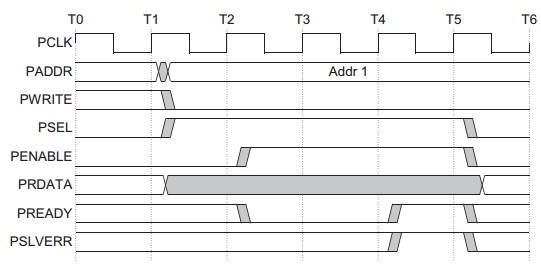 T0 T1 T2 T3 T4 T5 T6
PCLK
PADDR Addr 1
PWRITE
PSEL
PENABLE
PRDATA
PREADY
PSLVERR